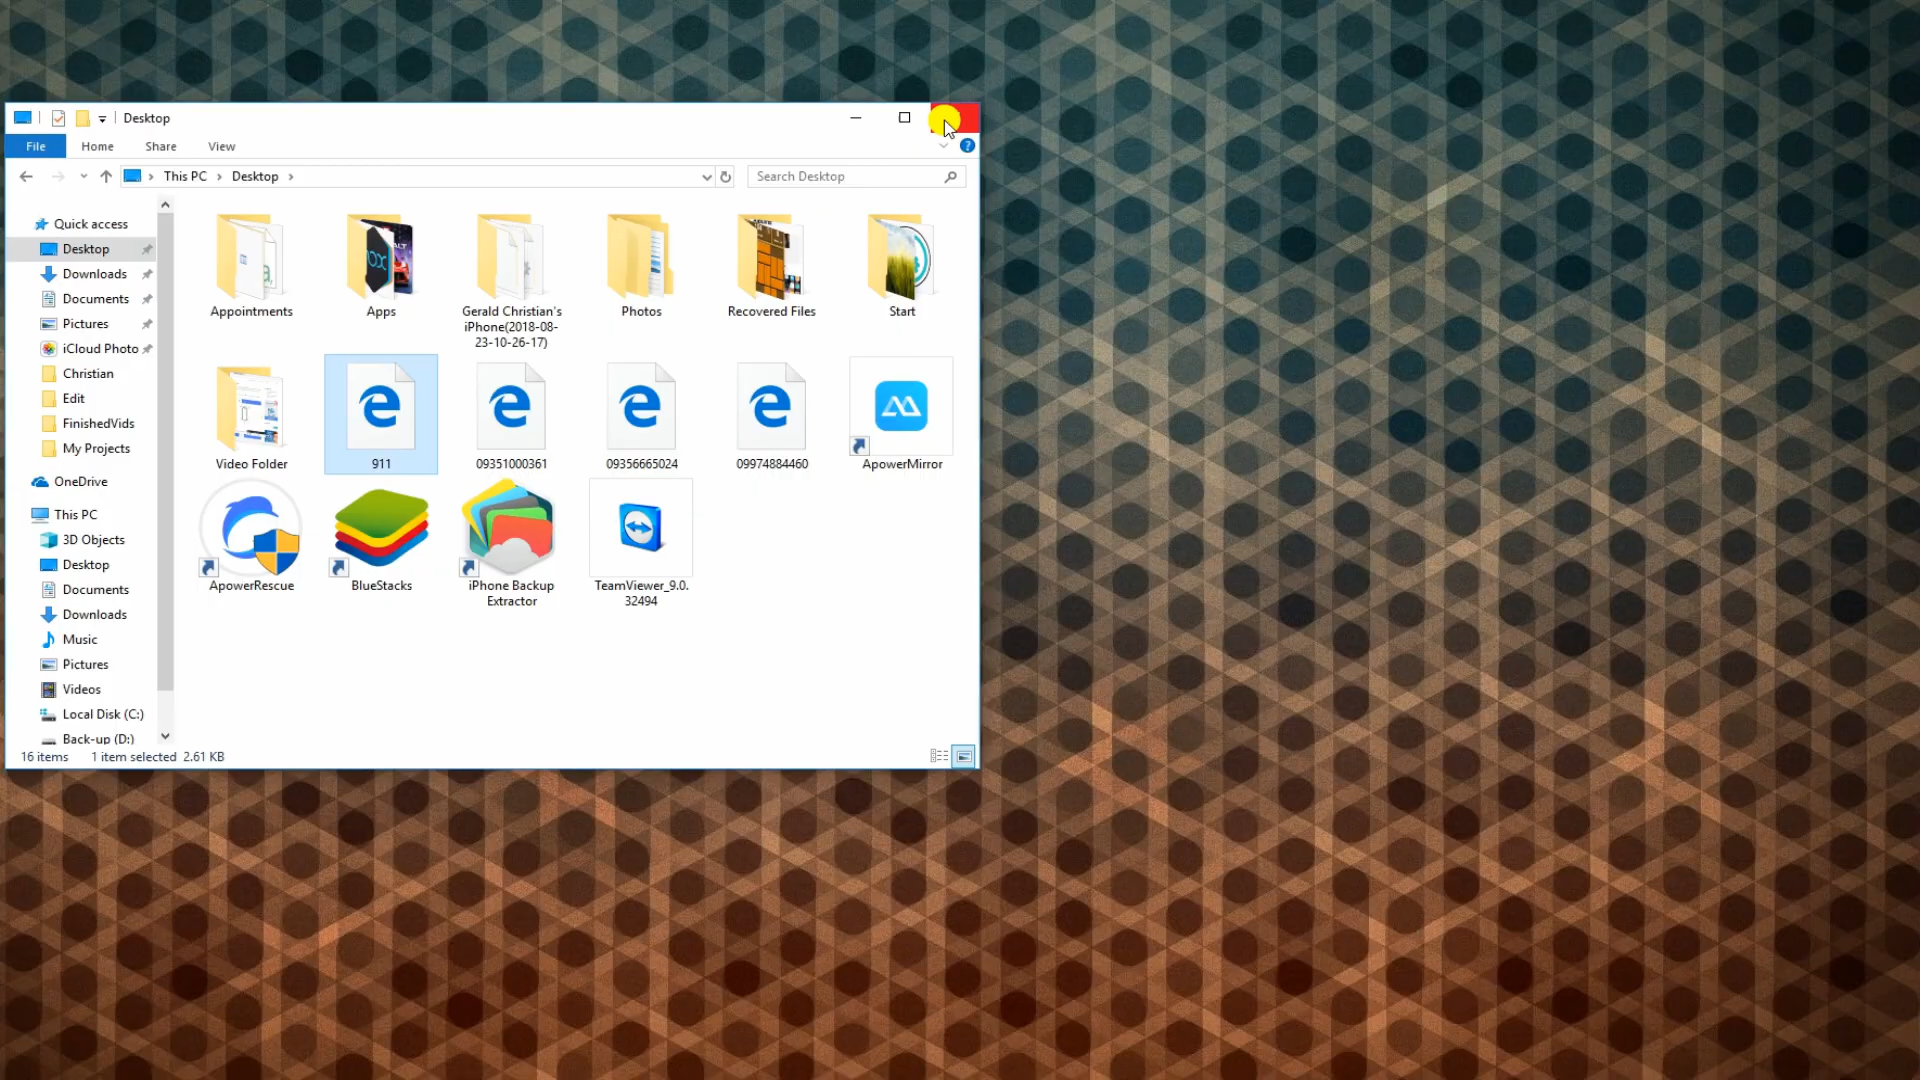 Desktop
File
Home
Share
View
This PC
Desktop
Search Desktop
Quick access
Desktop
Downloads
Documents
Pictures
iCloud Photo
Christian
Edit
FinishedVids
My Projects
OneDrive
This PC
3D Objects
Desktop
Documents
Downloads
Music
Pictures
Videos
Local Disk (C:)
Back-up (D:)
Appointments
Apps
Gerald Christian's
iPhone(2018-08-
23-10-26-17)
Photos
Recovered Files
Start
Video Folder
911
09351000361
09356665024
09974884460
ApowerMirror
ApowerRescue
BlueStacks
iPhone Backup
Extractor
TeamViewer_9.0.
32494
16 items
1 item selected 2.61 KB